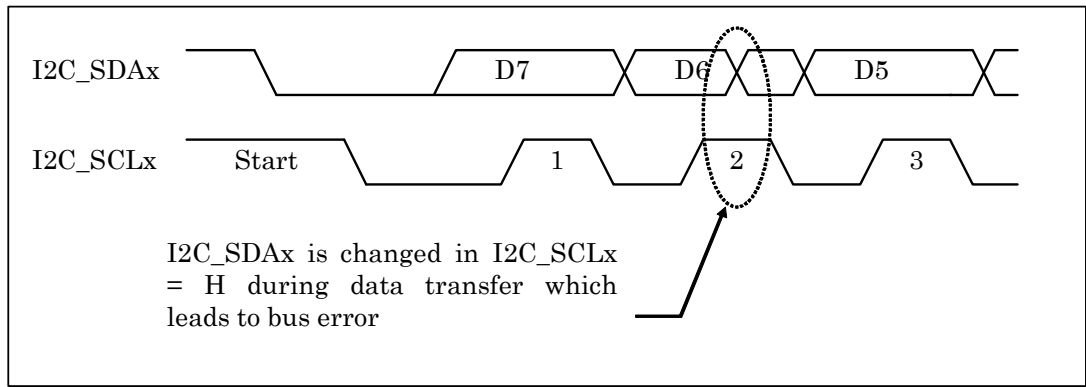 I2C_SDAx
D7
D6
D5
I2C_SCLx
Start
1
2
3
I2C_SDAx is changed in I2C_SCLx
= H during data transfer which
leads to bus error